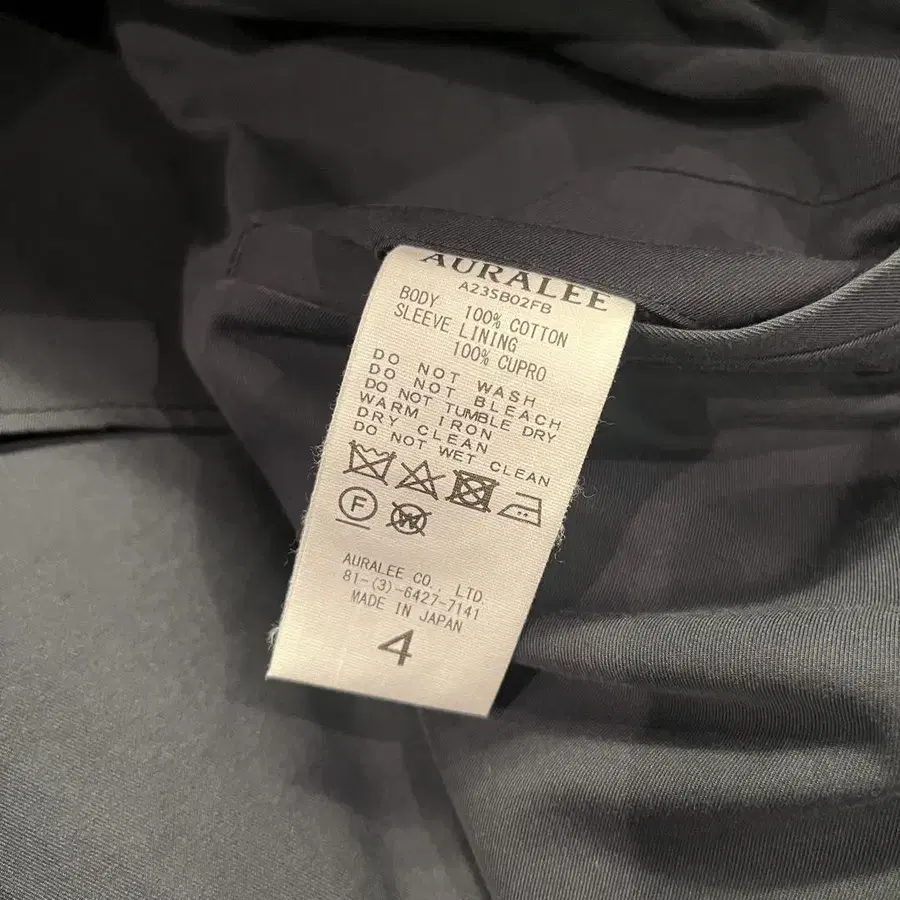 AURALEE
A23SB02FB
BODY 100% COTTON
SLEEVE LINING
100% CUPRO
DO NOT WASH
DO NOT BLEACH
DO NOT TUMBLE DRY
WARM IRON
DRY CLEAN
DO NOT WET CLEAN
F W
AURALEE CO., LTD.
81-(3)-6427-7141
MADE IN JAPAN
4